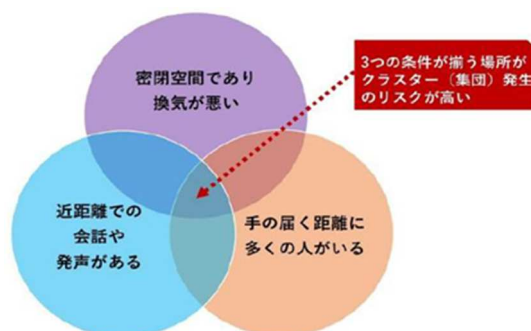 3つの条件が揃う場所が
クラスター（集団）発生
のリスクが高い
密閉空間であり
換気が悪い
近距離での
会話や
発声がある
手の届く距離に
多くの人がいる